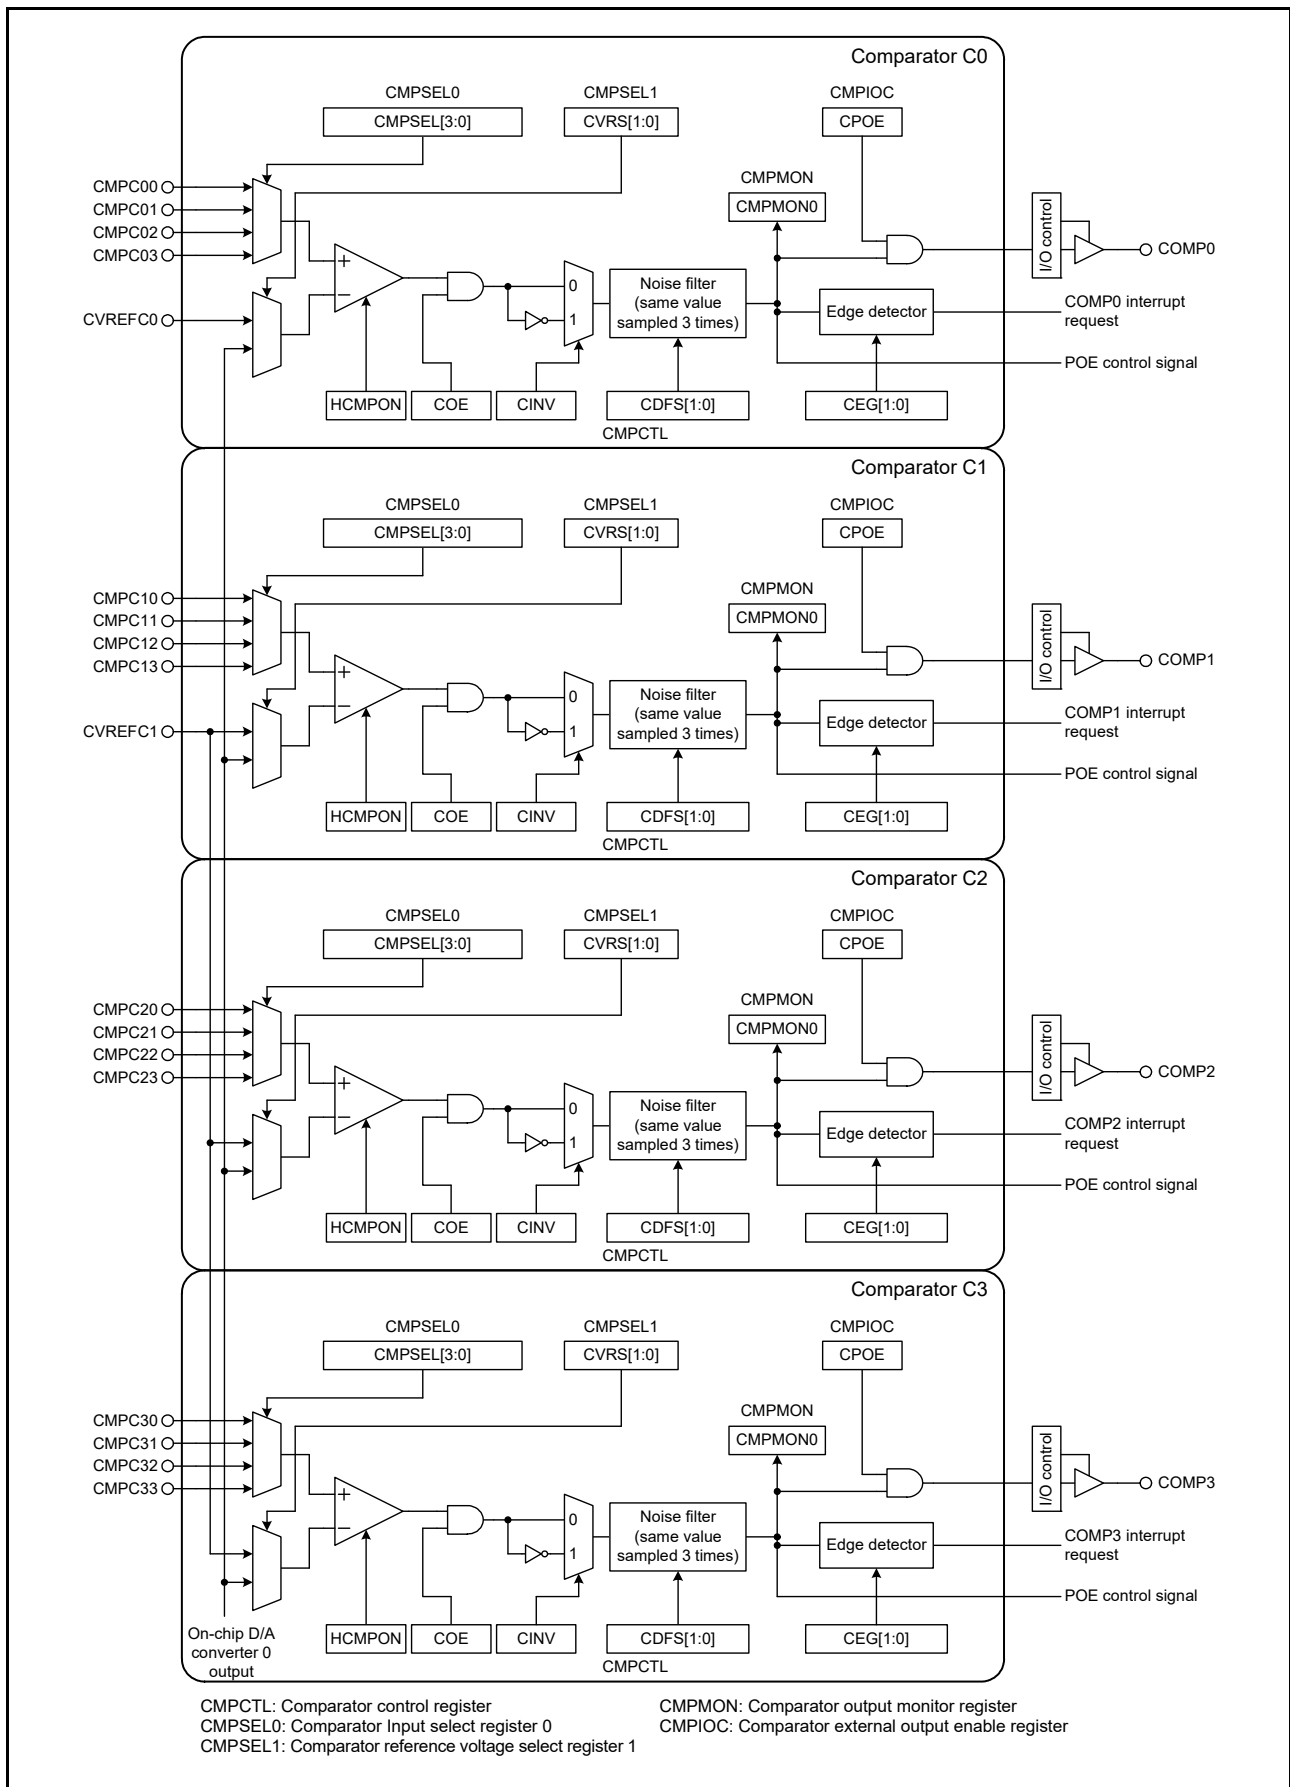 Comparator C0
CMPSEL0
CMPSEL1
CMPIOC
CMPSEL[3:0]
CVRS[1:0]
CPOE
CMPMON
CMPMON0
CMPC00
CMPC01
CMPC02
CMPC03
CVREFC0
+
−
0
1
Noise filter
(same value
sampled 3 times)
Edge detector
I/O control
COMP0
COMP0 interrupt
request
POE control signal
HCMPON
COE
CINV
CDFS[1:0]
CEG[1:0]
CMPCTL
Comparator C1
CMPSEL0
CMPSEL1
CMPIOC
CMPSEL[3:0]
CVRS[1:0]
CPOE
CMPMON
CMPMON0
CMPC10
CMPC11
CMPC12
CMPC13
CVREFC1
+
−
0
1
Noise filter
(same value
sampled 3 times)
Edge detector
I/O control
COMP1
COMP1 interrupt
request
POE control signal
HCMPON
COE
CINV
CDFS[1:0]
CEG[1:0]
CMPCTL
Comparator C2
CMPSEL0
CMPSEL1
CMPIOC
CMPSEL[3:0]
CVRS[1:0]
CPOE
CMPMON
CMPMON0
CMPC20
CMPC21
CMPC22
CMPC23
+
−
0
1
Noise filter
(same value
sampled 3 times)
Edge detector
I/O control
COMP2
COMP2 interrupt
request
POE control signal
HCMPON
COE
CINV
CDFS[1:0]
CEG[1:0]
CMPCTL
Comparator C3
CMPSEL0
CMPSEL1
CMPIOC
CMPSEL[3:0]
CVRS[1:0]
CPOE
CMPMON
CMPMON0
CMPC30
CMPC31
CMPC32
CMPC33
+
−
0
1
Noise filter
(same value
sampled 3 times)
Edge detector
I/O control
COMP3
COMP3 interrupt
request
POE control signal
On-chip D/A
converter 0
output
HCMPON
COE
CINV
CDFS[1:0]
CEG[1:0]
CMPCTL
CMPCTL: Comparator control register
CMPSEL0: Comparator Input select register 0
CMPSEL1: Comparator reference voltage select register 1
CMPMON: Comparator output monitor register
CMPIOC: Comparator external output enable register